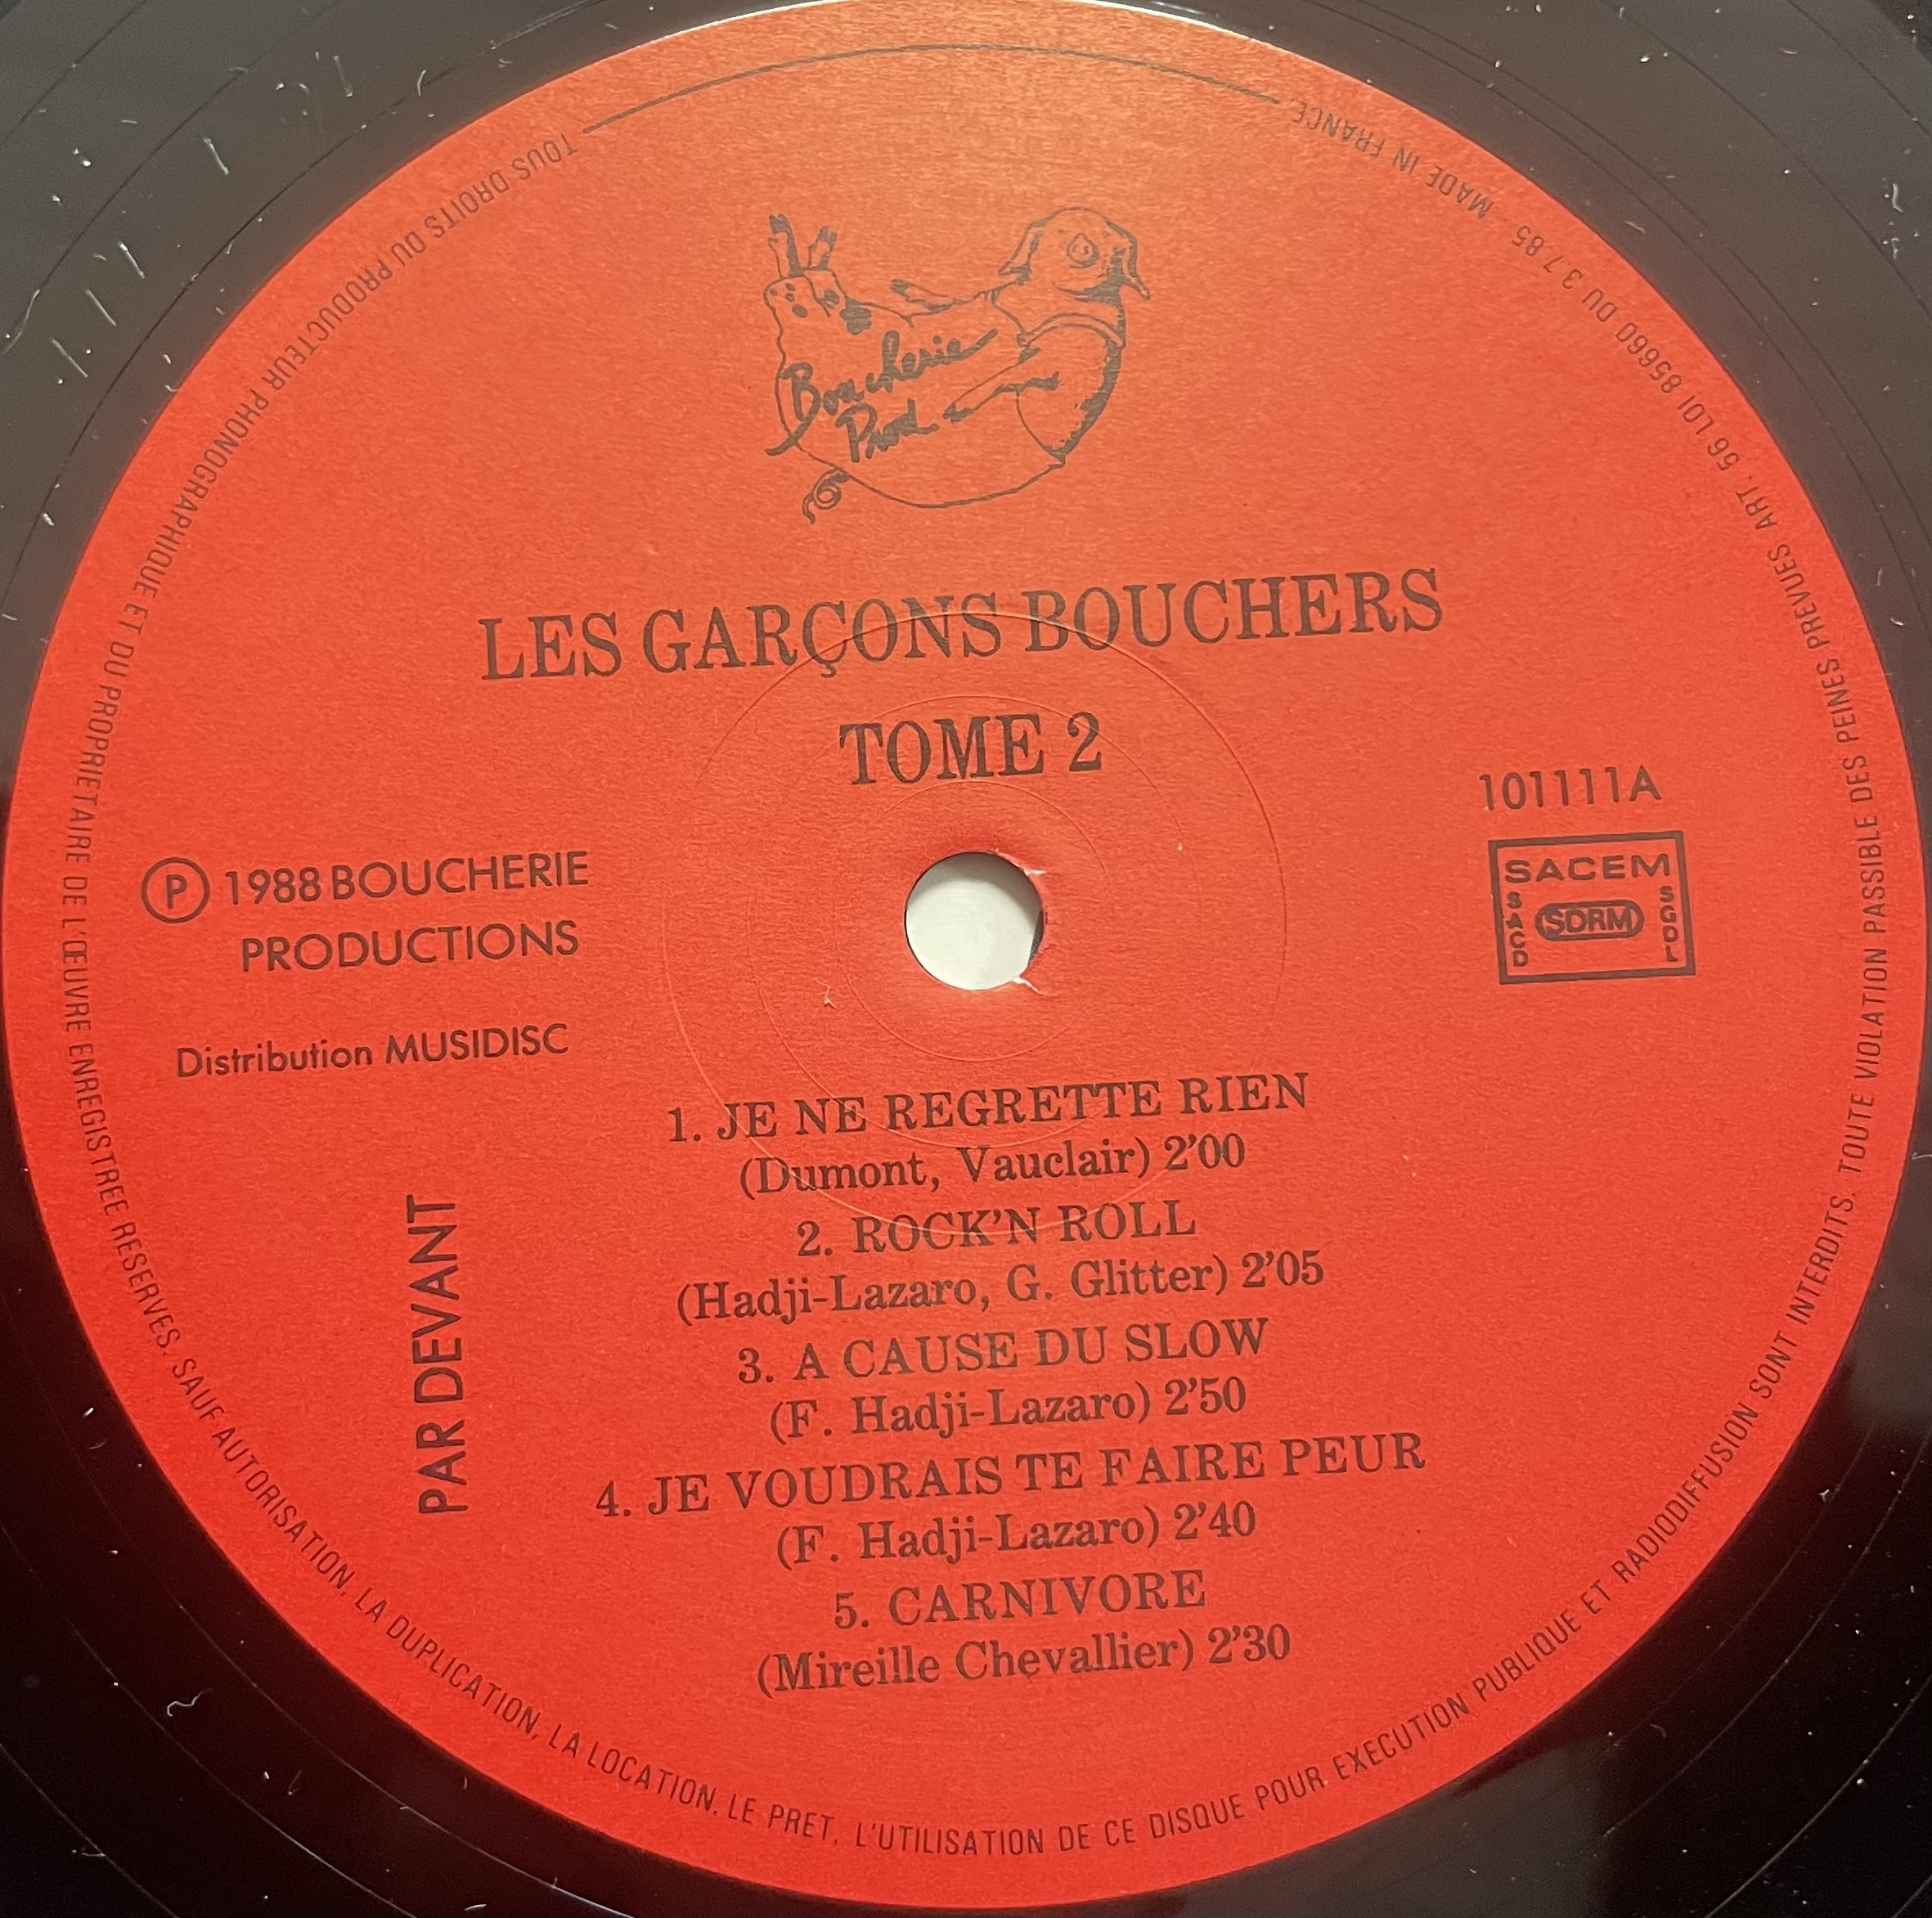 Boucherie
Prod.
LES GARÇONS BOUCHERS
TOME 2
101111A
SACEM
SACD
SDRM
SGDL
Ⓟ 1988 BOUCHERIE
PRODUCTIONS
Distribution MUSIDISC
PAR DEVANT
1. JE NE REGRETTE RIEN
(Dumont, Vauclair) 2'00
2. ROCK'N ROLL
(Hadji-Lazaro, G. Glitter) 2'05
3. A CAUSE DU SLOW
(F. Hadji-Lazaro) 2'50
4. JE VOUDRAIS TE FAIRE PEUR
(F. Hadji-Lazaro) 2'40
5. CARNIVORE
(Mireille Chevallier) 2'30
TOUS DROITS DU PRODUCTEUR PHONOGRAPHIQUE ET DU PROPRIETAIRE DE L'ŒUVRE ENREGISTREE RESERVES. SAUF AUTORISATION, LA DUPLICATION, LA LOCATION, LE PRET, L'UTILISATION DE CE DISQUE POUR EXECUTION PUBLIQUE ET RADIODIFFUSION SONT INTERDITS. TOUTE VIOLATION PASSIBLE DES PEINES PREVUES ART. 56 LOI 85660 DU 3.7.85 - MADE IN FRANCE.